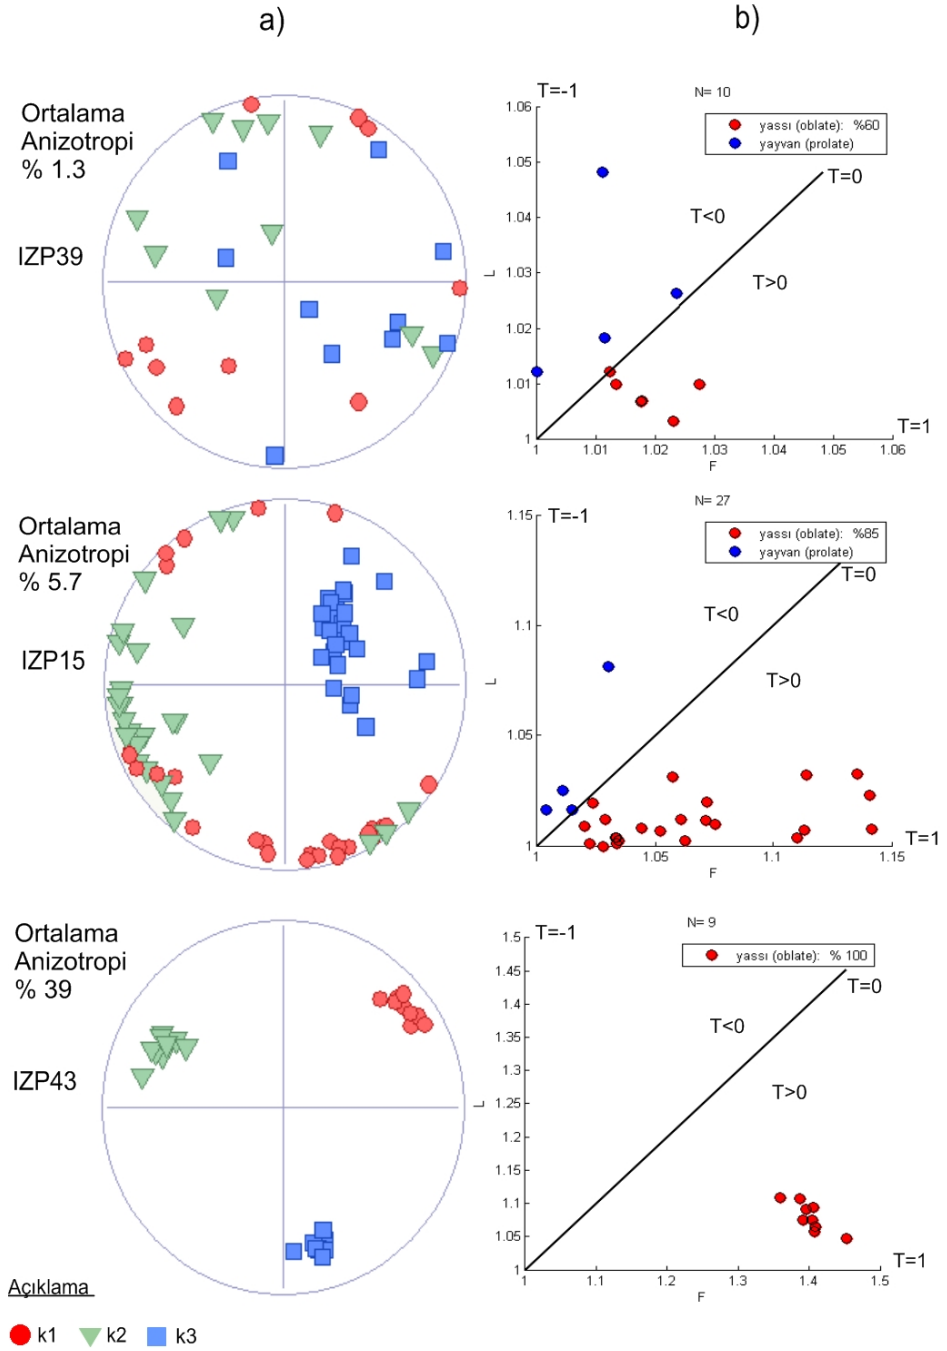 a)
b)
Ortalama
Anizotropi
% 1.3
IZP39
T=-1
N= 10
yassı (oblate): %60
yayvan (prolate)
T=0
T<0
T>0
T=1
1.06
1.05
1.04
1.03
1.02
1.01
1
L
1
1.01
1.02
1.03
1.04
1.05
1.06
F
Ortalama
Anizotropi
% 5.7
IZP15
N= 27
T=-1
yassı (oblate): %85
yayvan (prolate)
T=0
T<0
T>0
T=1
1.15
1.1
1.05
1
L
1
1.05
1.1
1.15
F
Ortalama
Anizotropi
% 39
IZP43
N= 9
T=-1
yassı (oblate): % 100
T=0
T<0
T>0
T=1
1.5
1.45
1.4
1.35
1.3
1.25
1.2
1.15
1.1
1.05
1
L
1
1.1
1.2
1.3
1.4
1.5
F
Açıklama
k1 k2 k3